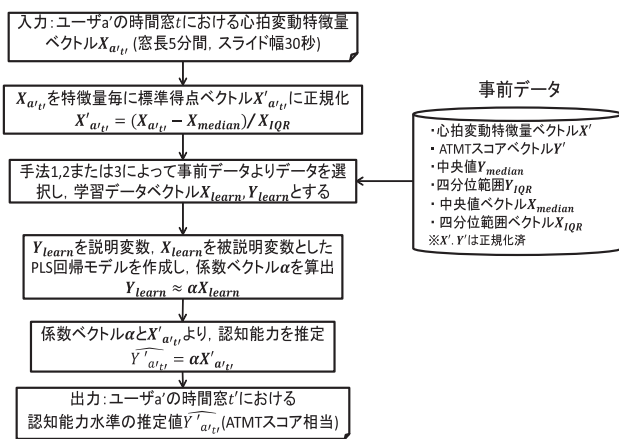 入力:ユーザa'の時間窓tにおける心拍変動特徴量
ベクトルX_{a't'} (窓長5分間, スライド幅30秒)
X_{a't'}を特徴量毎に標準得点ベクトルX'_{a't'}に正規化
X'_{a't'} = (X_{a't'} − X_{median})/ X_{IQR}
手法1,2または3によって事前データよりデータを選
択し, 学習データベクトルX_{learn}, Y_{learn}とする
Y_{learn}を説明変数, X_{learn}を被説明変数とした
PLS回帰モデルを作成し, 係数ベクトルαを算出
Y_{learn} ≈ αX_{learn}
係数ベクトルαとX'_{a't'}より, 認知能力を推定
\widehat{Y'_{a't'}} = αX'_{a't'}
出力:ユーザa'の時間窓t'における
認知能力水準の推定値\widehat{Y'_{a't'}}(ATMTスコア相当)
事前データ
・心拍変動特徴量ベクトルX'
・ATMTスコアベクトルY'
・中央値Y_{median}
・四分位範囲Y_{IQR}
・中央値ベクトルX_{median}
・四分位範囲ベクトルX_{IQR}
※X'. Y'は正規化済